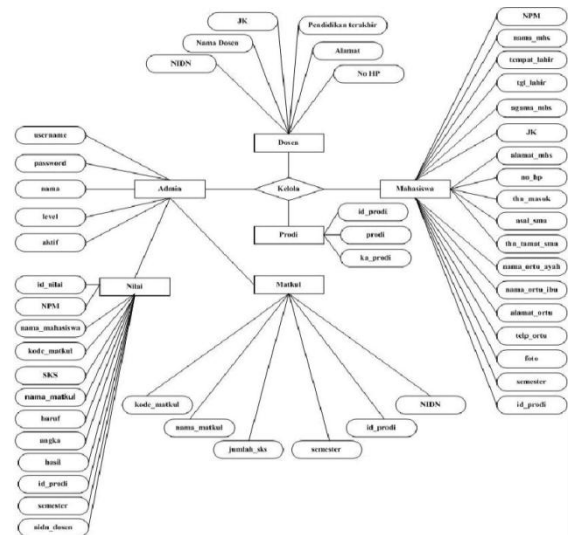 JK
Pendidikan terakhir
Nama Dosen
Alamat
NIDN
No HP
Dosen
NPM
nama_mhs
tempat_lahir
tgl_lahir
agama_mhs
JK
alamat_mhs
no_hp
thn_masuk
asal_sma
thn_tamat_sma
nama_ortu_ayah
nama_ortu_ibu
alamat_ortu
telp_ortu
foto
semester
id_prodi
username
password
nama
level
aktif
Admin
Kelola
Mahasiswa
Prodi
id_prodi
prodi
ka_prodi
Nilai
Matkul
id_nilai
NPM
nama_mahasiswa
kode_matkul
SKS
nama_matkul
huruf
angka
hasil
id_prodi
semester
nidn_dosen
kode_matkul
nama_matkul
jumlah_sks
semester
id_prodi
NIDN